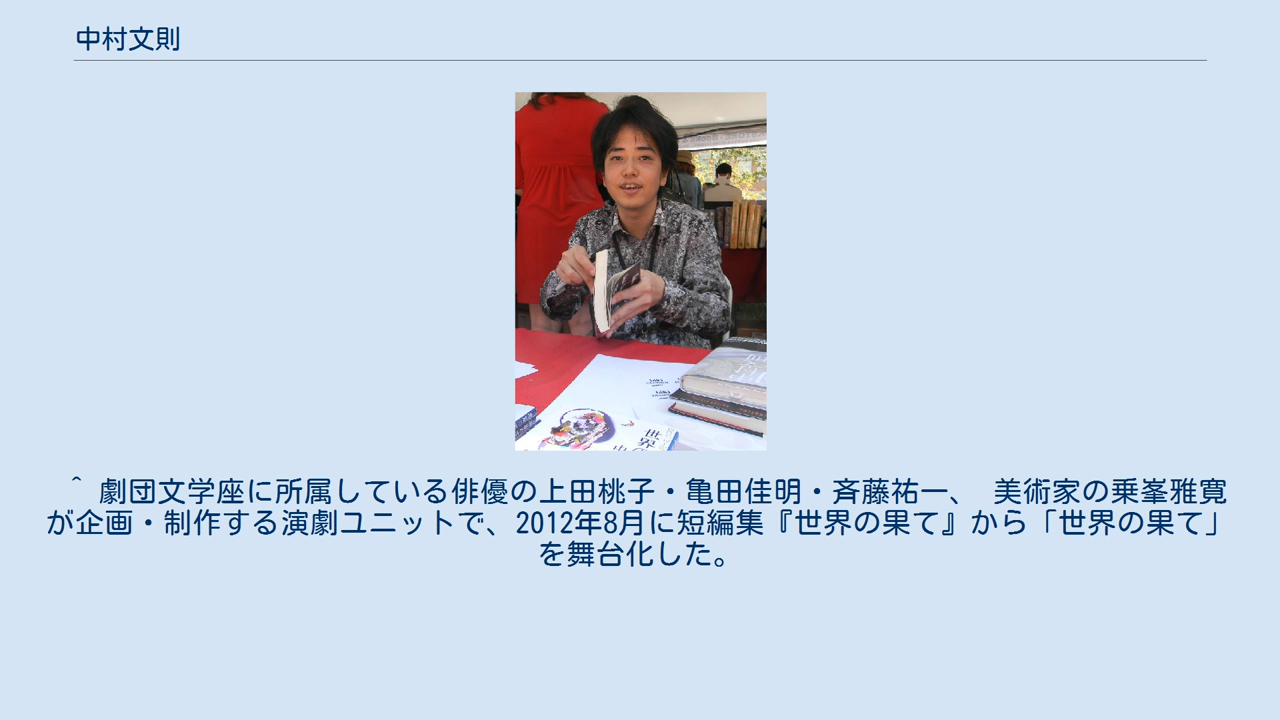 中村文則
世界の
^ 劇団文学座に所属している俳優の上田桃子・亀田佳明・斉藤祐一、 美術家の乗峯雅寛
が企画・制作する演劇ユニットで、2012年8月に短編集『世界の果て』から「世界の果て」
を舞台化した。